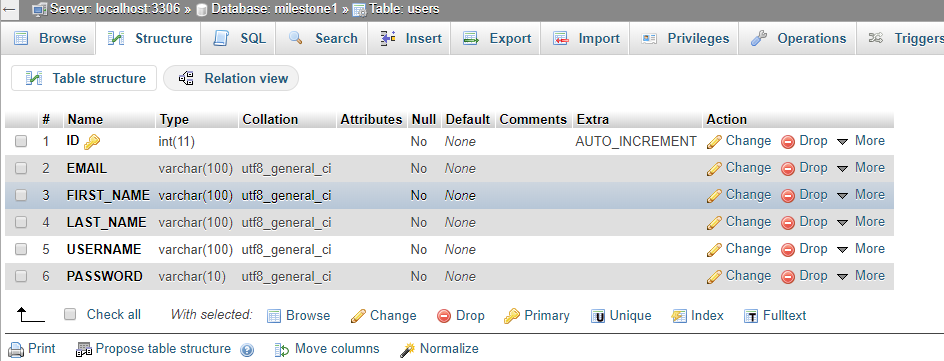 Server: localhost:3306 » Database: milestone1 » Table: users
Browse Structure SQL Search Insert Export Import Privileges Operations Triggers
Table structure Relation view
# Name Type Collation Attributes Null Default Comments Extra Action
1 ID int(11) No None AUTO_INCREMENT Change Drop More
2 EMAIL varchar(100) utf8_general_ci No None Change Drop More
3 FIRST_NAME varchar(100) utf8_general_ci No None Change Drop More
4 LAST_NAME varchar(100) utf8_general_ci No None Change Drop More
5 USERNAME varchar(100) utf8_general_ci No None Change Drop More
6 PASSWORD varchar(10) utf8_general_ci No None Change Drop More
Check all With selected: Browse Change Drop Primary Unique Index Fulltext
Print Propose table structure Move columns Normalize